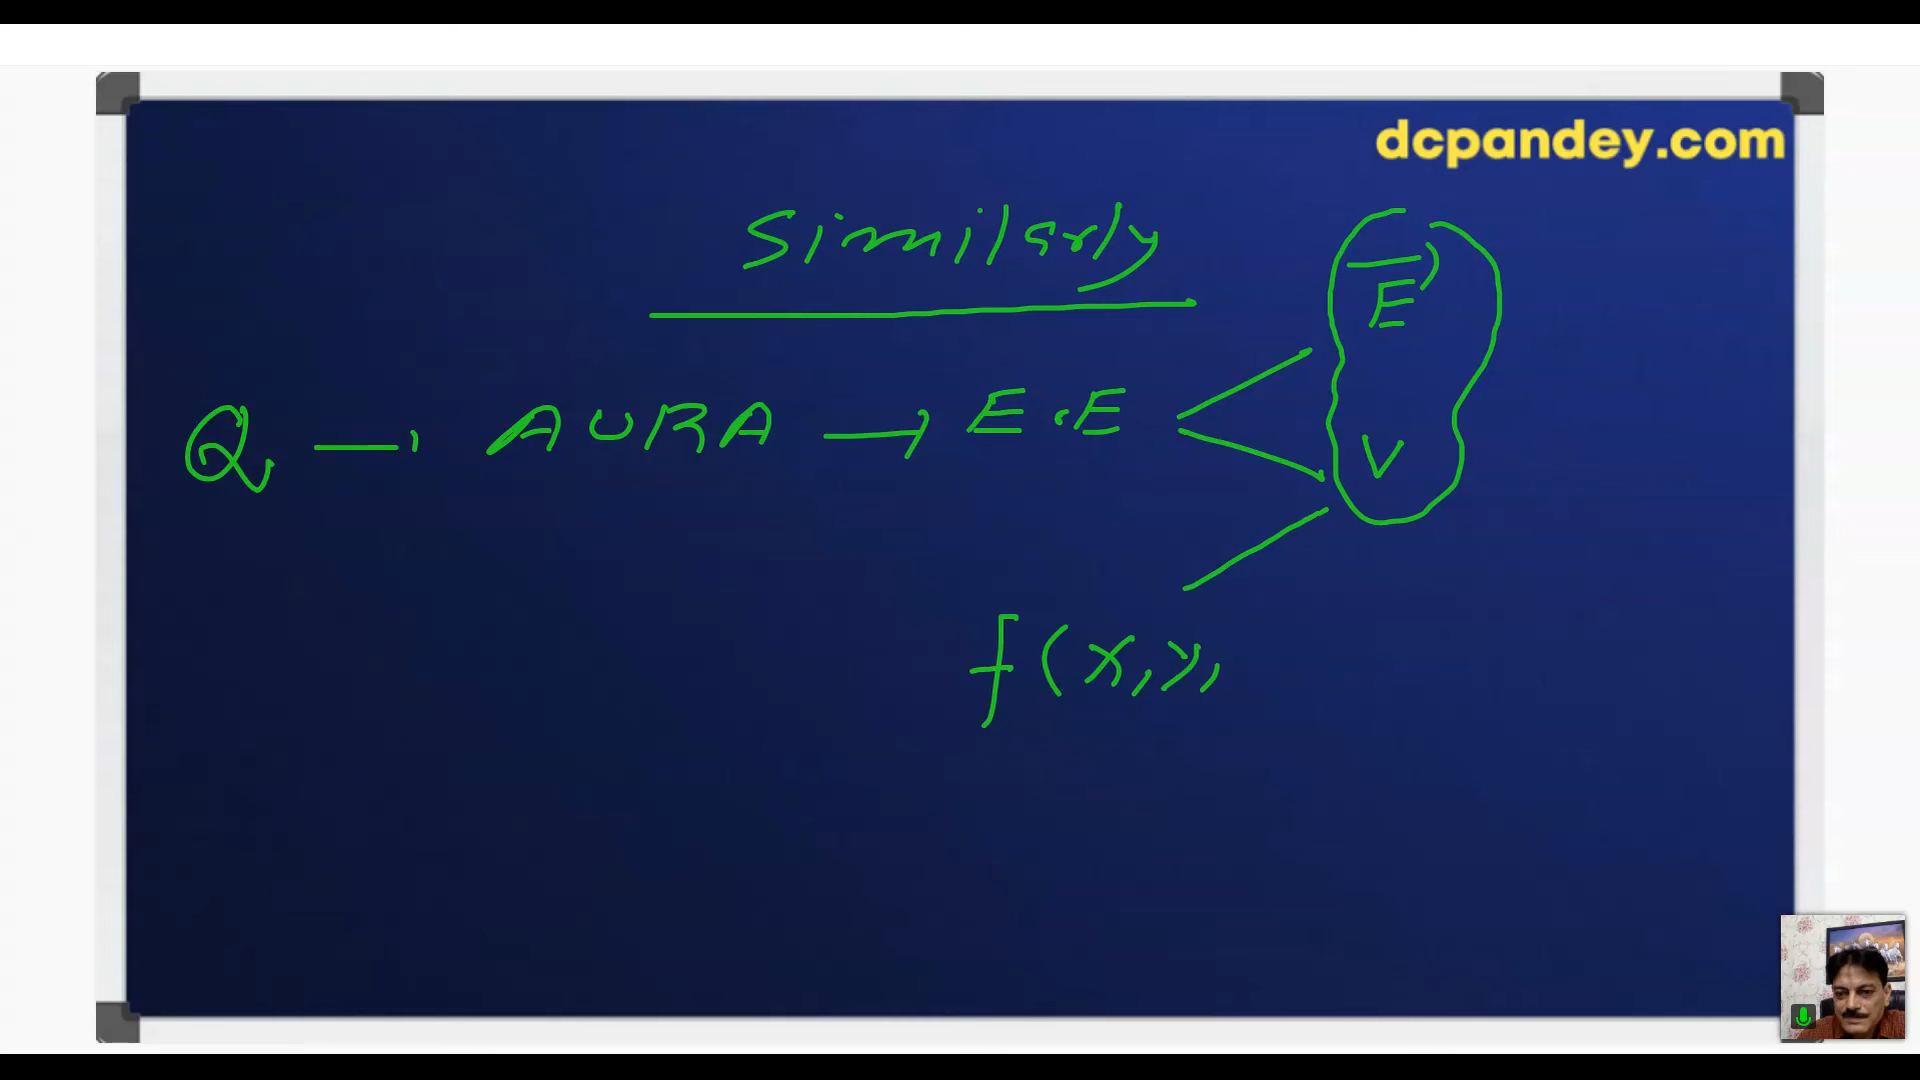 dcpandey.com
Similarly
Q → AURA → E.E
E
V
f(x,y,